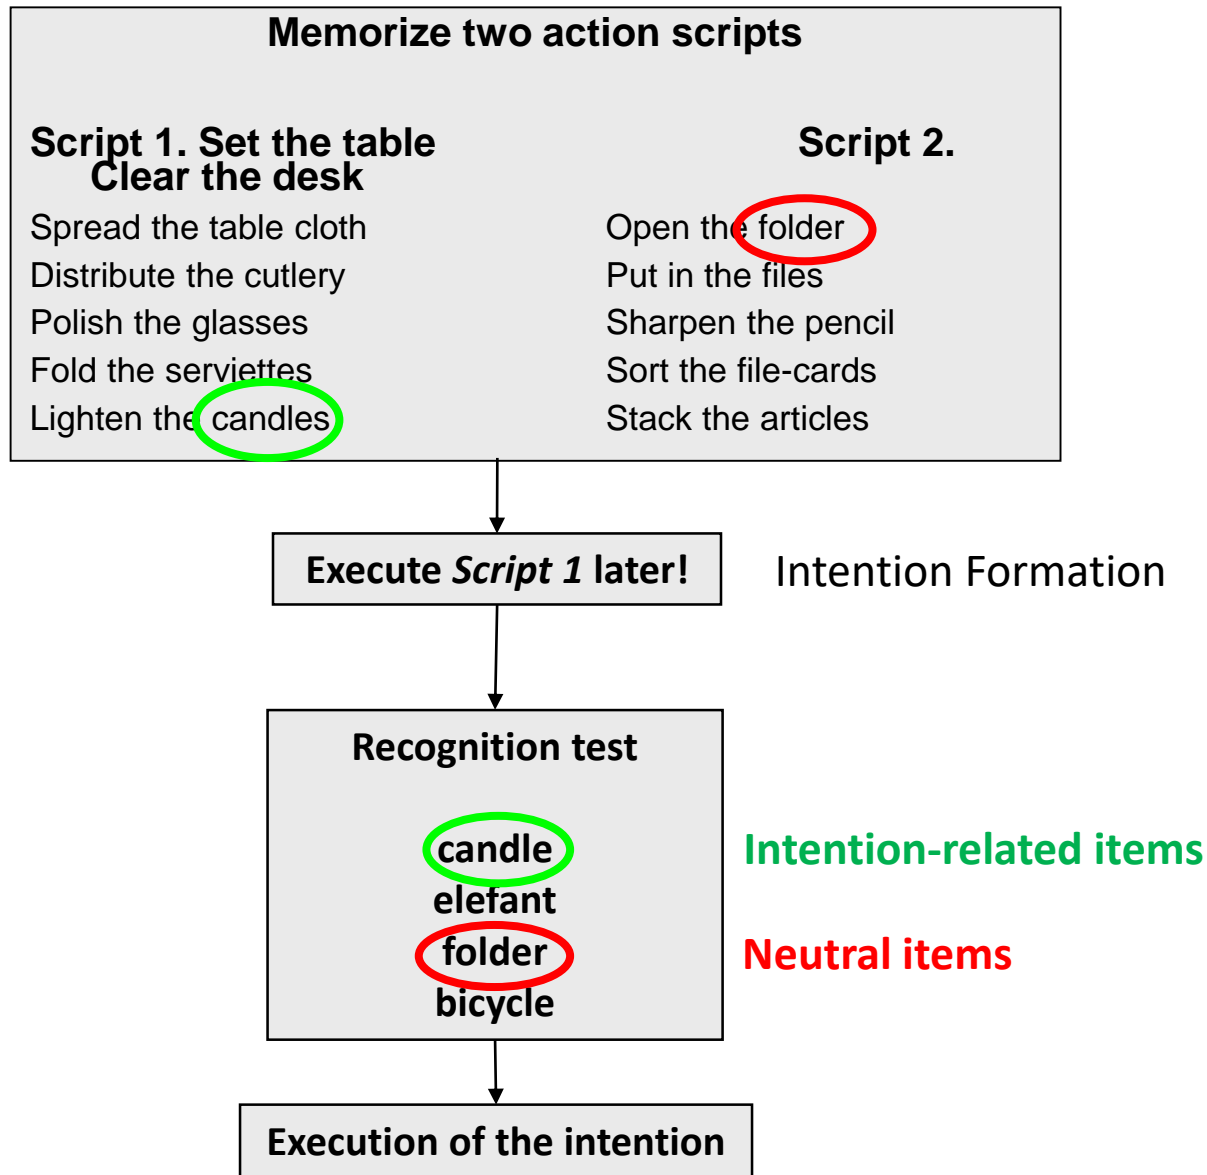 Memorize two action scripts
Script 1. Set the table Script 2.
Clear the desk
Spread the table cloth Open the folder
Distribute the cutlery Put in the files
Polish the glasses Sharpen the pencil
Fold the serviettes Sort the file-cards
Lighten the candles Stack the articles
Execute Script 1 later! Intention Formation
Recognition test
candle Intention-related items
elefant
folder Neutral items
bicycle
Execution of the intention